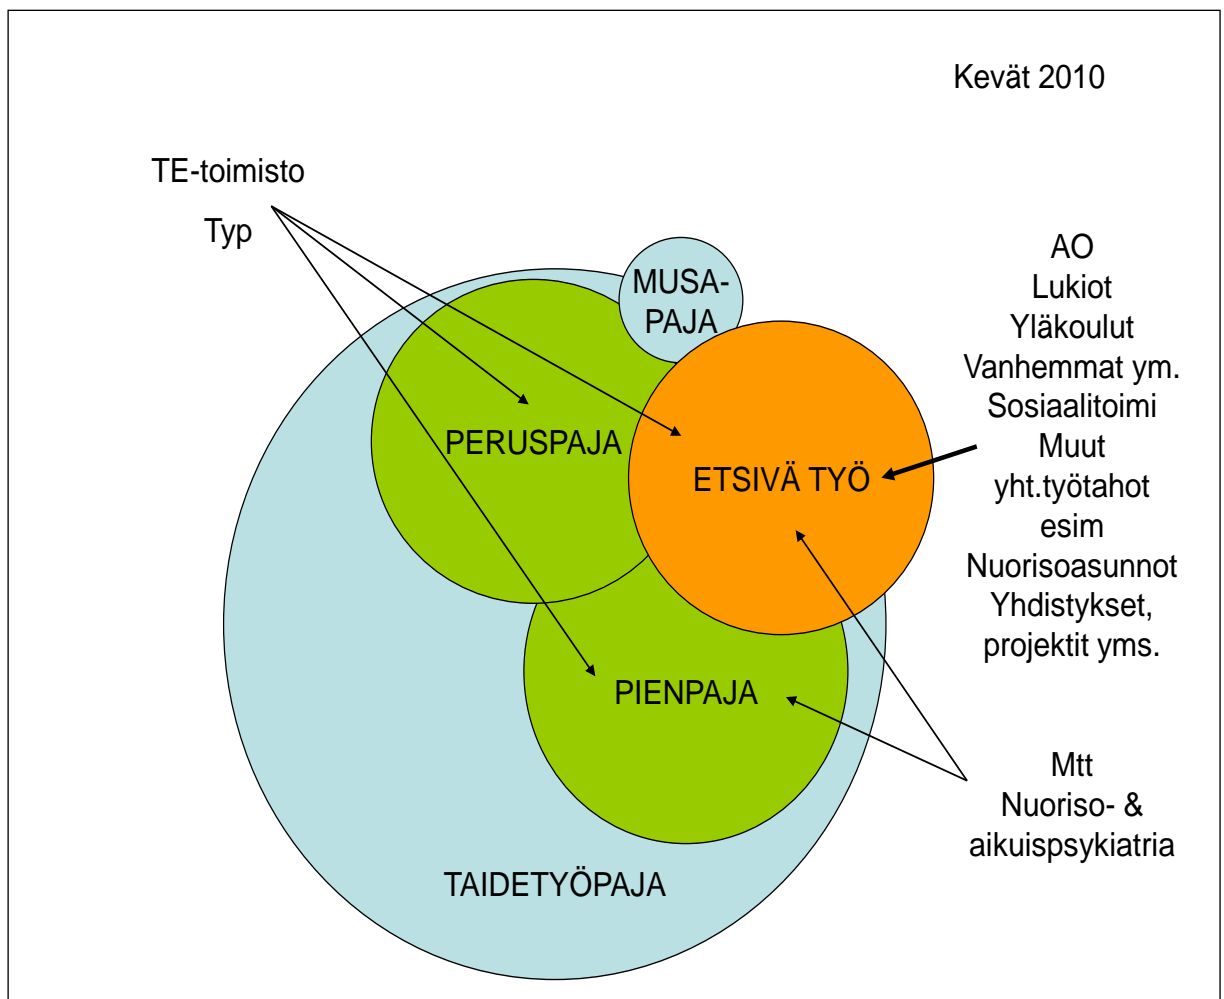 Kevät 2010
TE-toimisto
Typ
MUSA-
PAJA
AO
Lukiot
Yläkoulut
Vanhemmat ym.
Sosiaalitoimi
Muut
yht.työtahot
esim
Nuorisoasunnot
Yhdistykset,
projektit yms.
PERUSPAJA
ETSIVÄ TYÖ
PIENPAJA
Mtt
Nuoriso- &
aikuispsykiatria
TAIDETYÖPAJA